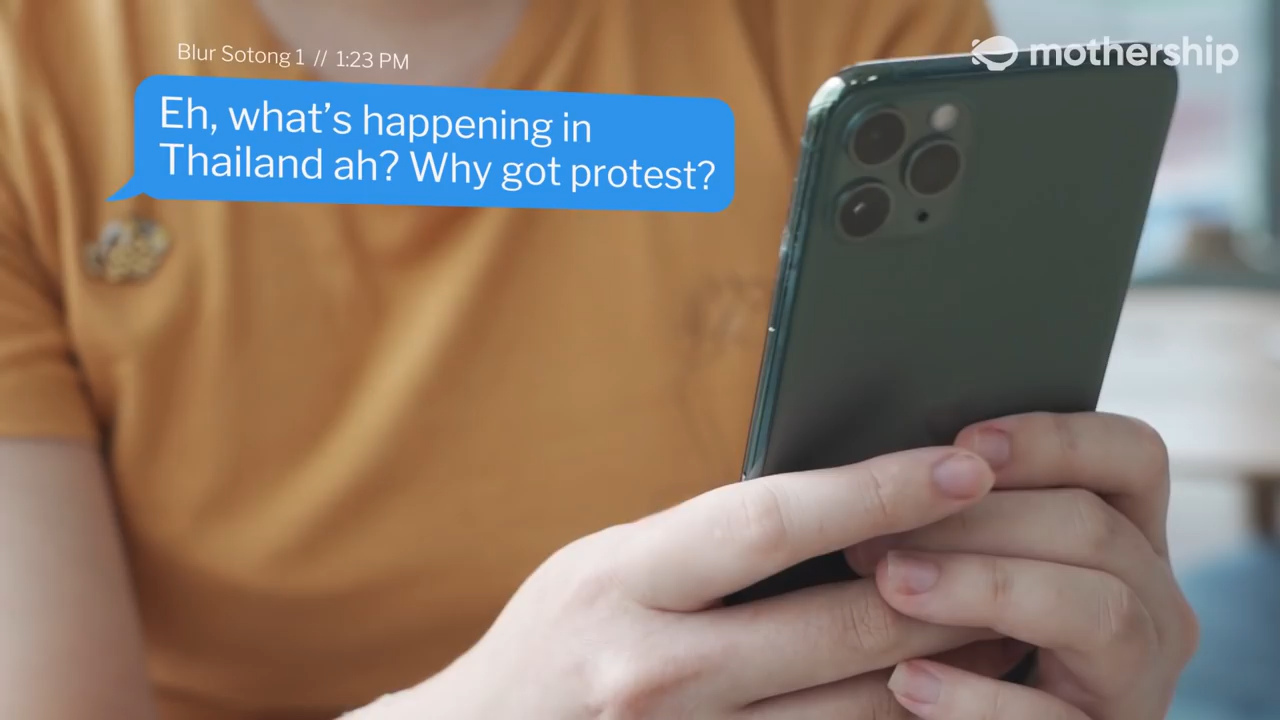 Blur Sotong 1 // 1:23 PM
mothership
Eh, what's happening in
Thailand ah? Why got protest?